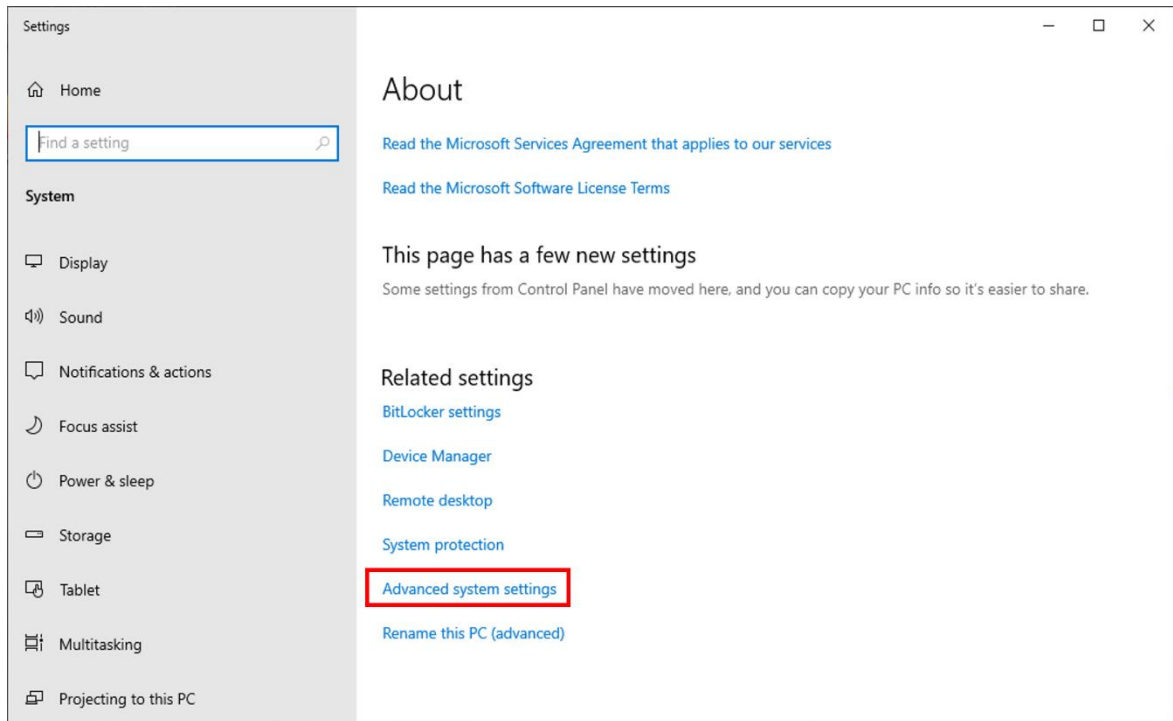 Settings
Home
Find a setting
System
Display
Sound
Notifications & actions
Focus assist
Power & sleep
Storage
Tablet
Multitasking
Projecting to this PC
About
Read the Microsoft Services Agreement that applies to our services
Read the Microsoft Software License Terms
This page has a few new settings
Some settings from Control Panel have moved here, and you can copy your PC info so it's easier to share.
Related settings
BitLocker settings
Device Manager
Remote desktop
System protection
Advanced system settings
Rename this PC (advanced)